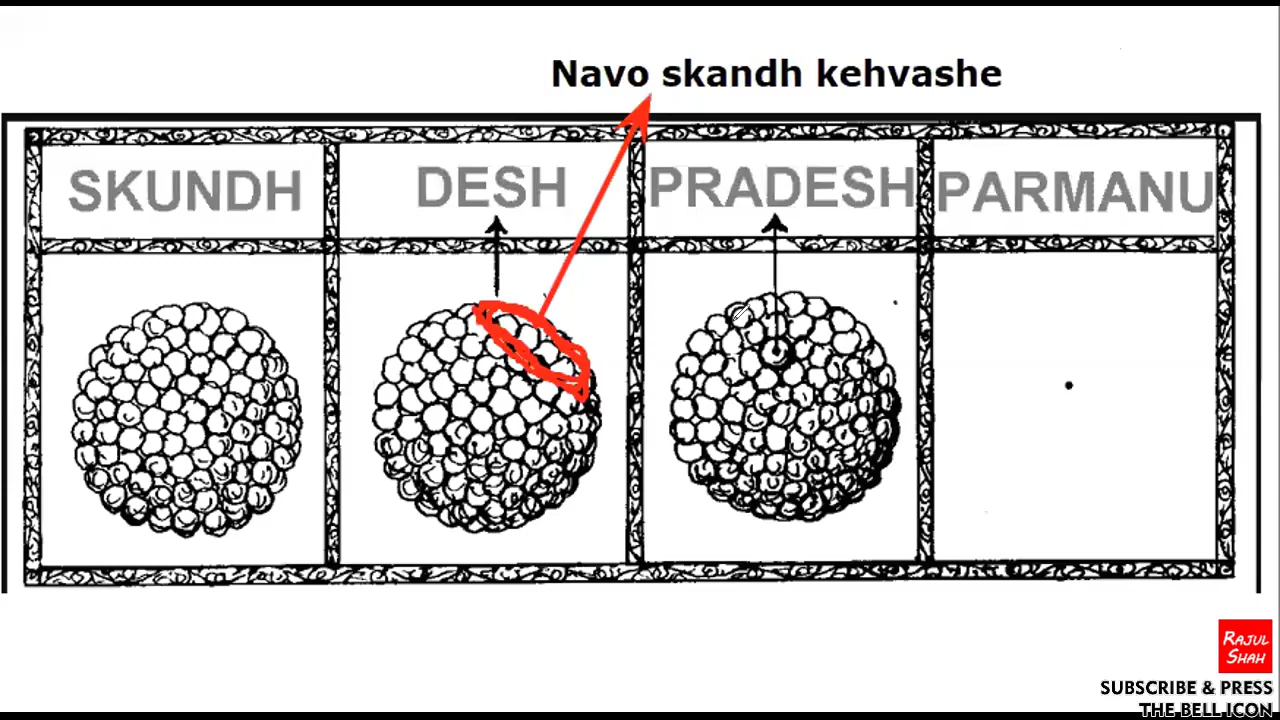 Navo skandh kehvashe
SKUNDH DESH PRADESH PARMANU
RAJUL
SHAH
SUBSCRIBE & PRESS
THE BELL ICON